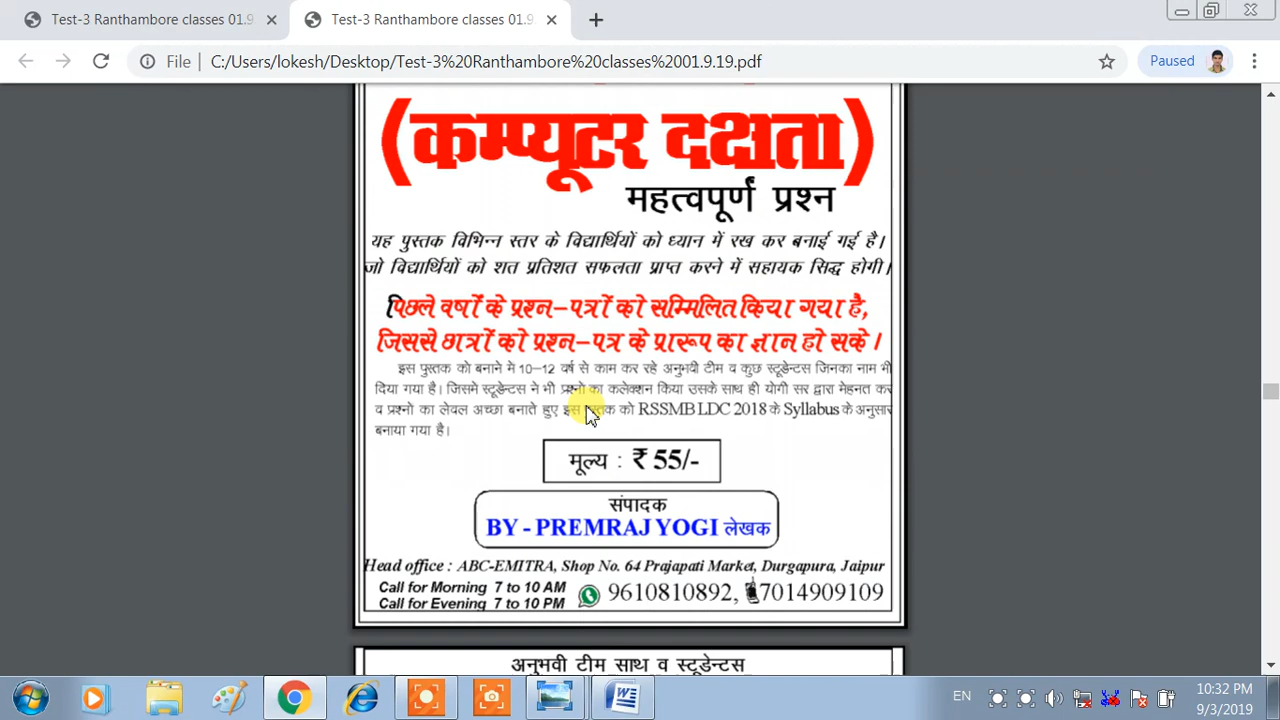 Test-3 Ranthambore classes 01.9
Test-3 Ranthambore classes 01.9
File C:/Users/lokesh/Desktop/Test-3%20Ranthambore%20classes%2001.9.19.pdf Paused
(कम्प्यूटर दक्षता)
महत्वपूर्ण प्रश्न
यह पुस्तक विभिन्न स्तर के विद्यार्थियों को ध्यान में रख कर बनाई गई है।
जो विद्यार्थियों को शत प्रतिशत सफलता प्राप्त करने में सहायक सिद्ध होगी।
पिछले वर्षों के प्रश्न–पत्रों को सम्मिलित किया गया है,
जिससे छात्रों को प्रश्न–पत्र के प्रारूप का ज्ञान हो सके।
इस पुस्तक को बनाने मे 10–12 वर्ष से काम कर रहे अनुभवी टीम व कुछ स्टूडेन्टस जिनका नाम भी
दिया गया है। जिसमे स्टूडेन्टस ने भी प्रश्नो का कलेक्शन किया उसके साथ ही योगी सर द्वारा मेहनत कर
व प्रश्नो का लेवल अच्छा बनाते हुए इस पुस्तक को RSSMB LDC 2018 के Syllabus के अनुसार
बनाया गया है।
मूल्य : ₹ 55/-
संपादक
BY - PREMRAJ YOGI लेखक
Head office : ABC-EMITRA, Shop No. 64 Prajapati Market, Durgapura, Jaipur
Call for Morning 7 to 10 AM
Call for Evening 7 to 10 PM
9610810892, 7014909109
अनुभवी टीम साथ व स्टूडेन्टस
EN
10:32 PM
9/3/2019